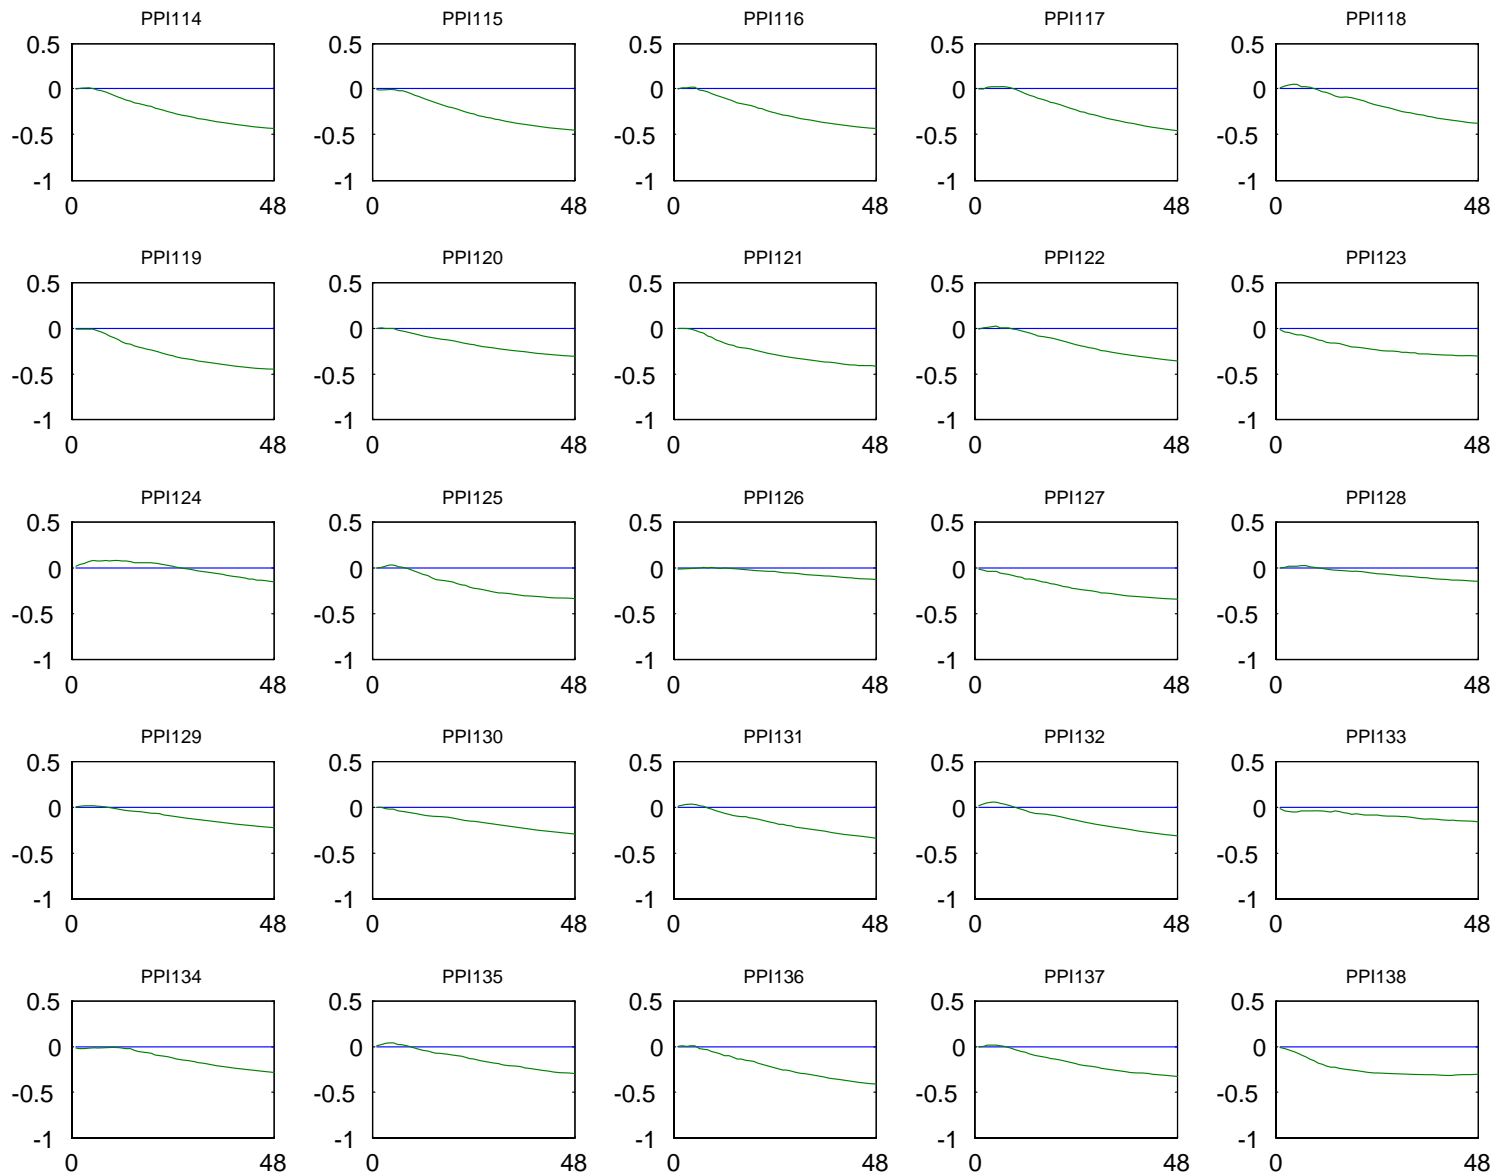 PPI114 PPI115 PPI116 PPI117 PPI118
0.5 0.5 0.5 0.5 0.5
0 0 0 0 0
-0.5 -0.5 -0.5 -0.5 -0.5
-1 -1 -1 -1 -1
0 48 0 48 0 48 0 48 0 48
PPI119 PPI120 PPI121 PPI122 PPI123
0.5 0.5 0.5 0.5 0.5
0 0 0 0 0
-0.5 -0.5 -0.5 -0.5 -0.5
-1 -1 -1 -1 -1
0 48 0 48 0 48 0 48 0 48
PPI124 PPI125 PPI126 PPI127 PPI128
0.5 0.5 0.5 0.5 0.5
0 0 0 0 0
-0.5 -0.5 -0.5 -0.5 -0.5
-1 -1 -1 -1 -1
0 48 0 48 0 48 0 48 0 48
PPI129 PPI130 PPI131 PPI132 PPI133
0.5 0.5 0.5 0.5 0.5
0 0 0 0 0
-0.5 -0.5 -0.5 -0.5 -0.5
-1 -1 -1 -1 -1
0 48 0 48 0 48 0 48 0 48
PPI134 PPI135 PPI136 PPI137 PPI138
0.5 0.5 0.5 0.5 0.5
0 0 0 0 0
-0.5 -0.5 -0.5 -0.5 -0.5
-1 -1 -1 -1 -1
0 48 0 48 0 48 0 48 0 48